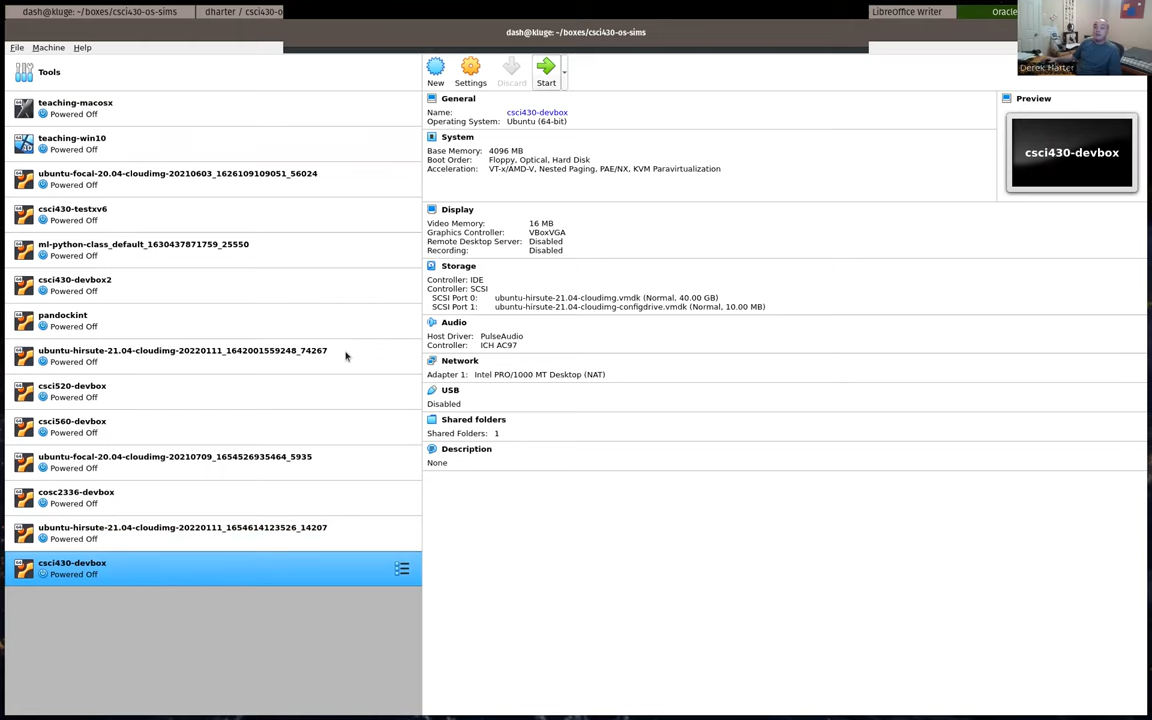 dash@kluge: ~/boxes/csci430-os-sims
dharter / csci430-o
LibreOffice Writer
Oracle
dash@kluge: ~/boxes/csci430-os-sims
Derek Harter
File Machine Help
Tools
teaching-macosx
Powered Off
teaching-win10
Powered Off
ubuntu-focal-20.04-cloudimg-20210603_1626109109051_56024
Powered Off
csci430-testxv6
Powered Off
ml-python-class_default_1630437871759_25550
Powered Off
csci430-devbox2
Powered Off
pandockint
Powered Off
ubuntu-hirsute-21.04-cloudimg-20220111_1642001559248_74267
Powered Off
csci520-devbox
Powered Off
csci560-devbox
Powered Off
ubuntu-focal-20.04-cloudimg-20210709_1654526935464_5935
Powered Off
cosc2336-devbox
Powered Off
ubuntu-hirsute-21.04-cloudimg-20220111_1654614123526_14207
Powered Off
csci430-devbox
Powered Off
New Settings Discard Start
General
Name: csci430-devbox
Operating System: Ubuntu (64-bit)
System
Base Memory: 4096 MB
Boot Order: Floppy, Optical, Hard Disk
Acceleration: VT-x/AMD-V, Nested Paging, PAE/NX, KVM Paravirtualization
Preview
csci430-devbox
Display
Video Memory: 16 MB
Graphics Controller: VBoxVGA
Remote Desktop Server: Disabled
Recording: Disabled
Storage
Controller: IDE
Controller: SCSI
SCSI Port 0: ubuntu-hirsute-21.04-cloudimg.vmdk (Normal, 40.00 GB)
SCSI Port 1: ubuntu-hirsute-21.04-cloudimg-configdrive.vmdk (Normal, 10.00 MB)
Audio
Host Driver: PulseAudio
Controller: ICH AC97
Network
Adapter 1: Intel PRO/1000 MT Desktop (NAT)
USB
Disabled
Shared folders
Shared Folders: 1
Description
None